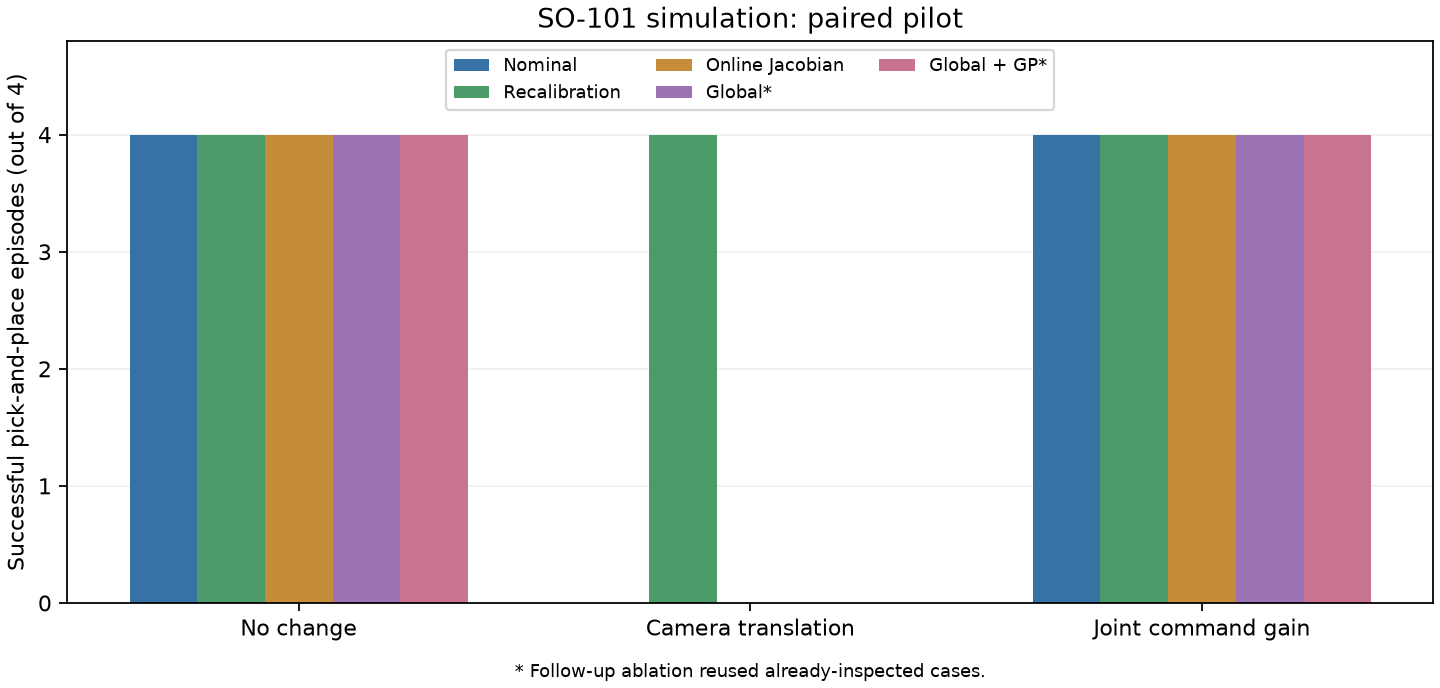 SO-101 simulation: paired pilot
Nominal
Recalibration
Online Jacobian
Global*
Global + GP*
Successful pick-and-place episodes (out of 4)
4
3
2
1
0
No change
Camera translation
Joint command gain
* Follow-up ablation reused already-inspected cases.